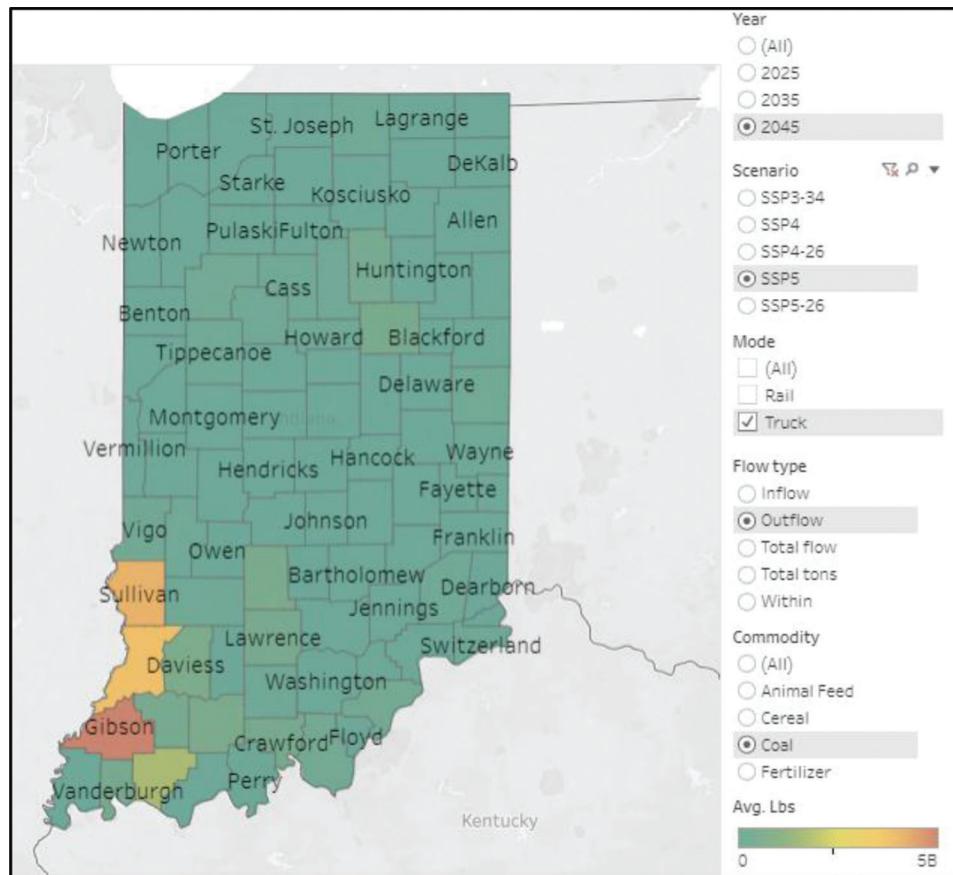 St. Joseph
Lagrange
Porter
DeKalb
Starke
Kosciusko
Allen
Newton
Pulaski
Fulton
Huntington
Cass
Benton
Howard
Blackford
Tippecanoe
Delaware
Montgomery
Indiana
Vermillion
Hendricks
Hancock
Wayne
Fayette
Vigo
Johnson
Franklin
Owen
Bartholomew
Dearborn
Sullivan
Jennings
Lawrence
Switzerland
Daviess
Washington
Gibson
Crawford
Floyd
Vanderburgh
Perry
Kentucky
Year
(All)
2025
2035
2045
Scenario
SSP3-34
SSP4
SSP4-26
SSP5
SSP5-26
Mode
(All)
Rail
Truck
Flow type
Inflow
Outflow
Total flow
Total tons
Within
Commodity
(All)
Animal Feed
Cereal
Coal
Fertilizer
Avg. Lbs
0 5B